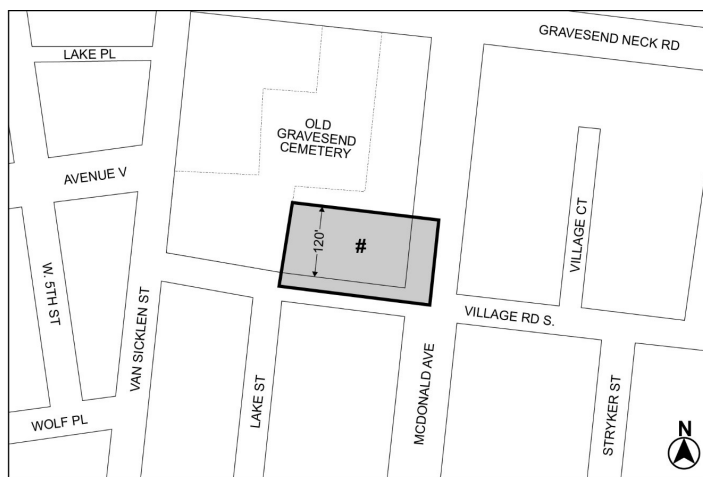 GRAVESEND NECK RD
LAKE PL
OLD
GRAVESEND
CEMETERY
AVENUE V
VILLAGE CT
120'
#
W. 5TH ST
VAN SICKLEN ST
VILLAGE RD S.
LAKE ST
MCDONALD AVE
STRYKER ST
WOLF PL
N